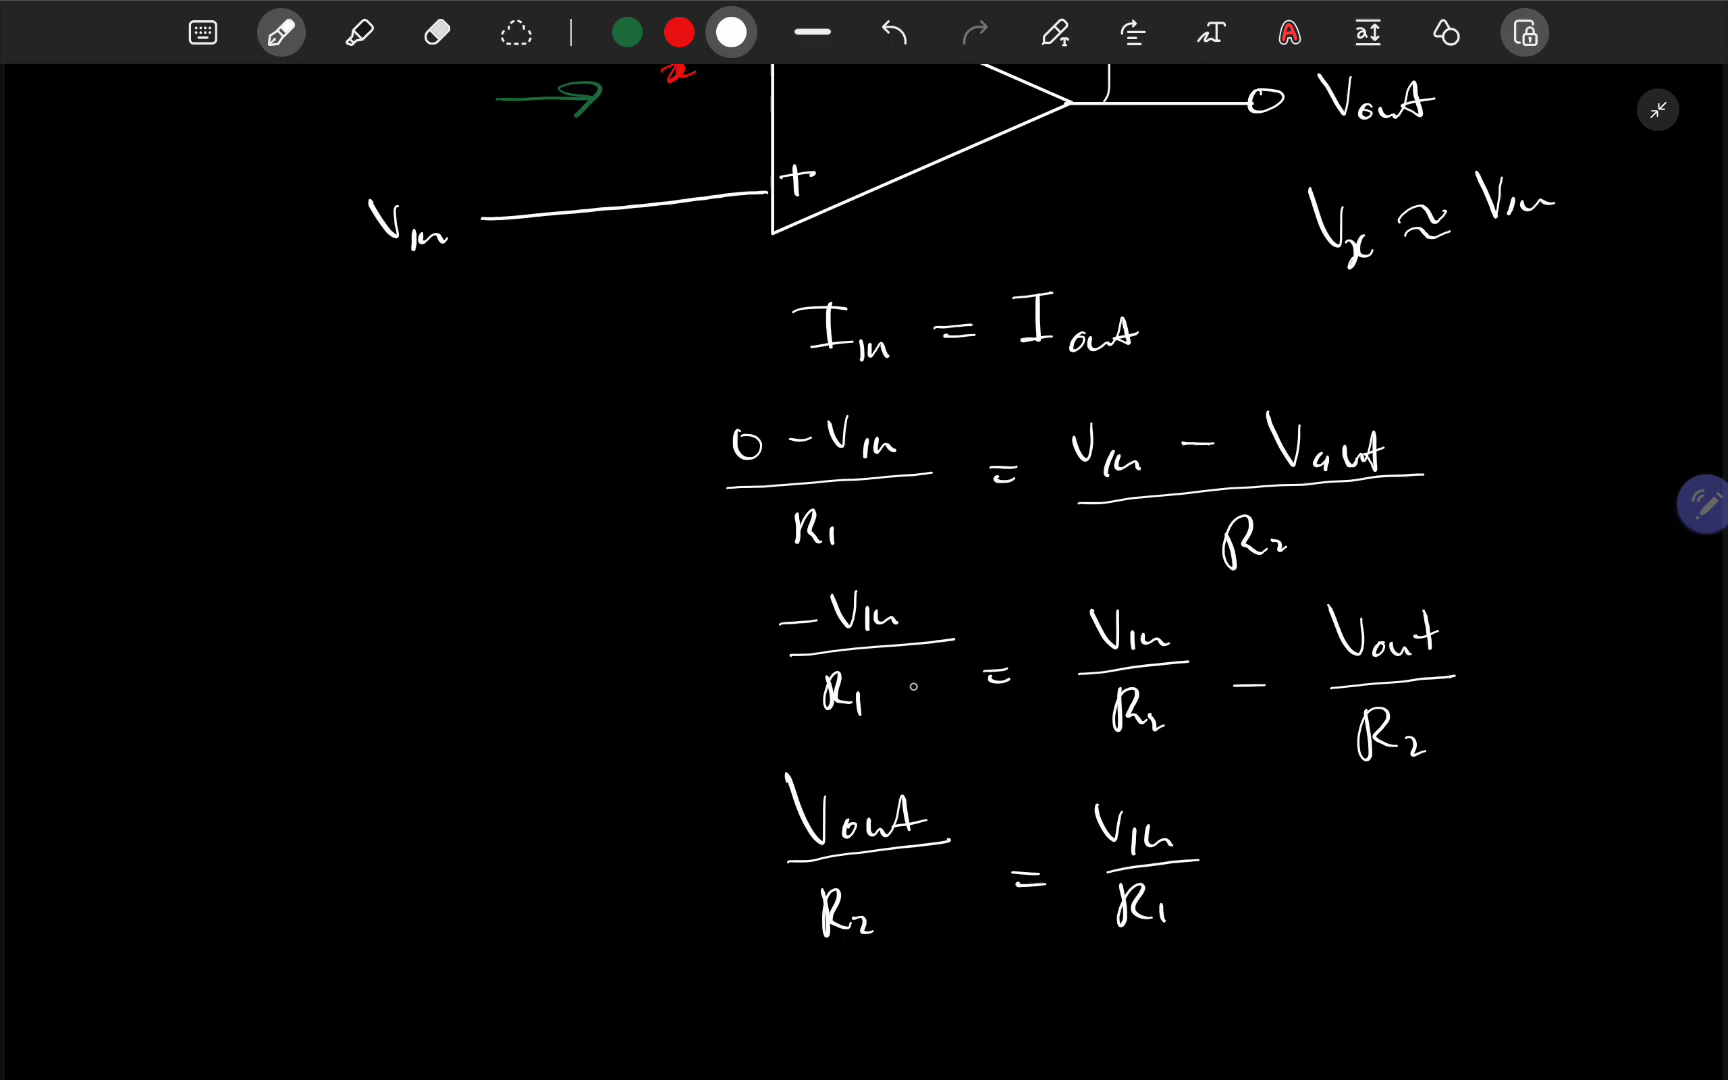 x
Vout
+
Vin
Vx ≈ Vin
Iin = Iout
(0 - Vin)/R1 = (Vin - Vout)/R2
-Vin/R1 = Vin/R2 - Vout/R2
Vout/R2 = Vin/R1